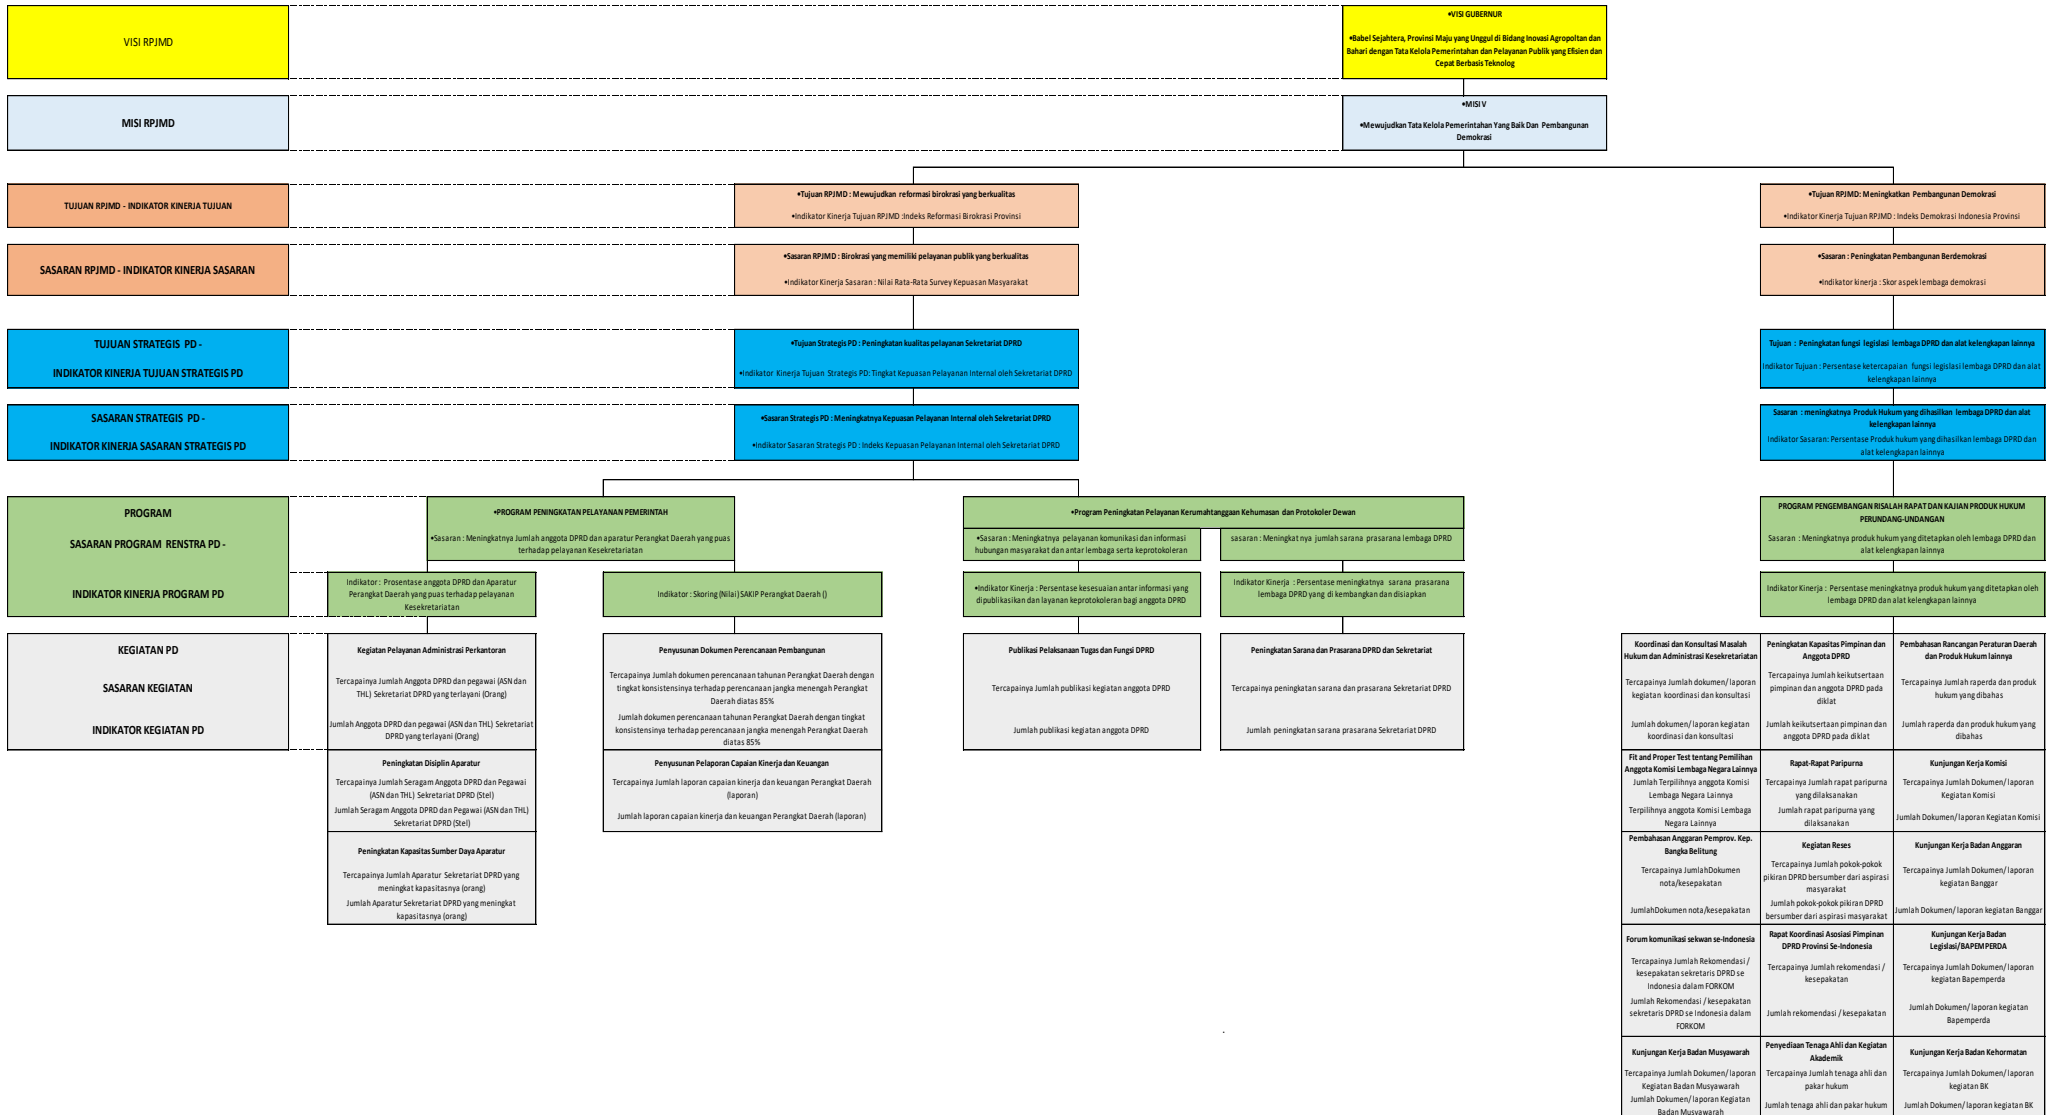 VISI RPJMD
•VISI GUBERNUR
•Babel Sejahtera, Provinsi Maju yang Unggul di Bidang Inovasi Agropoltan dan
Bahari dengan Tata Kelola Pemerintahan dan Pelayanan Publik yang Efisien dan
Cepat Berbasis Teknolog
MISI RPJMD
•MISI V
•Mewujudkan Tata Kelola Pemerintahan Yang Baik Dan Pembangunan
Demokrasi
TUJUAN RPJMD - INDIKATOR KINERJA TUJUAN
•Tujuan RPJMD : Mewujudkan reformasi birokrasi yang berkualitas
•Indikator Kinerja Tujuan RPJMD :Indeks Reformasi Birokrasi Provinsi
•Tujuan RPJMD: Meningkatkan Pembangunan Demokrasi
•Indikator Kinerja Tujuan RPJMD : Indeks Demokrasi Indonesia Provinsi
SASARAN RPJMD - INDIKATOR KINERJA SASARAN
•Sasaran RPJMD : Birokrasi yang memiliki pelayanan publik yang berkualitas
•Indikator Kinerja Sasaran : Nilai Rata-Rata Survey Kepuasan Masyarakat
•Sasaran : Peningkatan Pembangunan Berdemokrasi
•Indikator kinerja : Skor aspek lembaga demokrasi
TUJUAN STRATEGIS PD -
INDIKATOR KINERJA TUJUAN STRATEGIS PD
•Tujuan Strategis PD : Peningkatan kualitas pelayanan Sekretariat DPRD
•Indikator Kinerja Tujuan Strategis PD: Tingkat Kepuasan Pelayanan Internal oleh Sekretariat DPRD
Tujuan : Peningkatan fungsi legislasi lembaga DPRD dan alat kelengkapan lainnya
Indikator Tujuan : Persentase ketercapaian fungsi legislasi lembaga DPRD dan alat
kelengkapan lainnya
SASARAN STRATEGIS PD -
INDIKATOR KINERJA SASARAN STRATEGIS PD
•Sasaran Strategis PD : Meningkatnya Kepuasan Pelayanan Internal oleh Sekretariat DPRD
•Indikator Sasaran Strategis PD : Indeks Kepuasan Pelayanan Internal oleh Sekretariat DPRD
Sasaran : meningkatnya Produk Hukum yang dihasilkan lembaga DPRD dan alat
kelengkapan lainnya
Indikator Sasaran: Persentase Produk hukum yang dihasilkan lembaga DPRD dan
alat kelengkapan lainnya
PROGRAM
SASARAN PROGRAM RENSTRA PD -
INDIKATOR KINERJA PROGRAM PD
•PROGRAM PENINGKATAN PELAYANAN PEMERINTAH
•Sasaran : Meningkatnya Jumlah anggota DPRD dan aparatur Perangkat Daerah yang puas
terhadap pelayanan Kesekretariatan
•Program Peningkatan Pelayanan Kerumahtanggaan Kehumasan dan Protokoler Dewan
•Sasaran : Meningkatnya pelayanan komunikasi dan informasi
hubungan masyarakat dan antar lembaga serta keprotokoleran
sasaran : Meningkat nya jumlah sarana prasarana lembaga DPRD
PROGRAM PENGEMBANGAN RISALAH RAPAT DAN KAJIAN PRODUK HUKUM
PERUNDANG-UNDANGAN
Sasaran : Meningkatnya produk hukum yang ditetapkan oleh lembaga DPRD dan
alat kelengkapan lainnya
Indikator : Prosentase anggota DPRD dan Aparatur
Perangkat Daerah yang puas terhadap pelayanan
Kesekretariatan
Indikator : Skoring (Nilai) SAKIP Perangkat Daerah ()
•Indikator Kinerja : Persentase kesesuaian antar informasi yang
dipublikasikan dan layanan keprotokoleran bagi anggota DPRD
Indikator Kinerja : Persentase meningkatnya sarana prasarana
lembaga DPRD yang di kembangkan dan disiapkan
Indikator Kinerja : Persentase meningkatnya produk hukum yang ditetapkan oleh
lembaga DPRD dan alat kelengkapan lainnya
KEGIATAN PD
SASARAN KEGIATAN
INDIKATOR KEGIATAN PD
Kegiatan Pelayanan Administrasi Perkantoran
Tercapainya Jumlah Anggota DPRD dan pegawai (ASN dan
THL) Sekretariat DPRD yang terlayani (Orang)
Jumlah Anggota DPRD dan pegawai (ASN dan THL) Sekretariat
DPRD yang terlayani (Orang)
Penyusunan Dokumen Perencanaan Pembangunan
Tercapainya Jumlah dokumen perencanaan tahunan Perangkat Daerah dengan
tingkat konsistensinya terhadap perencanaan jangka menengah Perangkat
Daerah diatas 85%
Jumlah dokumen perencanaan tahunan Perangkat Daerah dengan tingkat
konsistensinya terhadap perencanaan jangka menengah Perangkat Daerah
diatas 85%
Publikasi Pelaksanaan Tugas dan Fungsi DPRD
Tercapainya Jumlah publikasi kegiatan anggota DPRD
Jumlah publikasi kegiatan anggota DPRD
Peningkatan Sarana dan Prasarana DPRD dan Sekretariat
Tercapainya peningkatan sarana dan prasarana Sekretariat DPRD
Jumlah peningkatan sarana prasarana Sekretariat DPRD
Koordinasi dan Konsultasi Masalah
Hukum dan Administrasi Kesekretariatan
Tercapainya Jumlah dokumen/ laporan
kegiatan koordinasi dan konsultasi
Jumlah dokumen/ laporan kegiatan
koordinasi dan konsultasi
Peningkatan Kapasitas Pimpinan dan
Anggota DPRD
Tercapainya Jumlah keikutsertaan
pimpinan dan anggota DPRD pada
diklat
Jumlah keikutsertaan pimpinan dan
anggota DPRD pada diklat
Pembahasan Rancangan Peraturan Daerah
dan Produk Hukum lainnya
Tercapainya Jumlah raperda dan produk
hukum yang dibahas
Jumlah raperda dan produk hukum yang
dibahas
Peningkatan Disiplin Aparatur
Tercapainya Jumlah Seragam Anggota DPRD dan Pegawai
(ASN dan THL) Sekretariat DPRD (Stel)
Jumlah Seragam Anggota DPRD dan Pegawai (ASN dan THL)
Sekretariat DPRD (Stel)
Penyusunan Pelaporan Capaian Kinerja dan Keuangan
Tercapainya Jumlah laporan capaian kinerja dan keuangan Perangkat Daerah
(laporan)
Jumlah laporan capaian kinerja dan keuangan Perangkat Daerah (laporan)
Fit and Proper Test tentang Pemilihan
Anggota Komisi Lembaga Negara Lainnya
Jumlah Terpilihnya anggota Komisi
Lembaga Negara Lainnya
Terpilihnya anggota Komisi Lembaga
Negara Lainnya
Rapat-Rapat Paripurna
Tercapainya Jumlah rapat paripurna
yang dilaksanakan
Jumlah rapat paripurna yang
dilaksanakan
Kunjungan Kerja Komisi
Tercapainya Jumlah Dokumen/ laporan
Kegiatan Komisi
Jumlah Dokumen/ laporan Kegiatan Komisi
Peningkatan Kapasitas Sumber Daya Aparatur
Tercapainya Jumlah Aparatur Sekretariat DPRD yang
meningkat kapasitasnya (orang)
Jumlah Aparatur Sekretariat DPRD yang meningkat
kapasitasnya (orang)
Pembahasan Anggaran Pemprov. Kep.
Bangka Belitung
Tercapainya JumlahDokumen
nota/kesepakatan
JumlahDokumen nota/kesepakatan
Kegiatan Reses
Tercapainya Jumlah pokok-pokok
pikiran DPRD bersumber dari aspirasi
masyarakat
Jumlah pokok-pokok pikiran DPRD
bersumber dari aspirasi masyarakat
Kunjungan Kerja Badan Anggaran
Tercapainya Jumlah Dokumen/ laporan
kegiatan Banggar
Jumlah Dokumen/ laporan kegiatan Banggar
Forum komunikasi sekwan se-Indonesia
Tercapainya Jumlah Rekomendasi /
kesepakatan sekretaris DPRD se
Indonesia dalam FORKOM
Jumlah Rekomendasi / kesepakatan
sekretaris DPRD se Indonesia dalam
FORKOM
Rapat Koordinasi Asosiasi Pimpinan
DPRD Provinsi Se-Indonesia
Tercapainya Jumlah rekomendasi /
kesepakatan
Jumlah rekomendasi / kesepakatan
Kunjungan Kerja Badan
Legislasi/BAPEMPERDA
Tercapainya Jumlah Dokumen/ laporan
kegiatan Bapemperda
Jumlah Dokumen/ laporan kegiatan
Bapemperda
Kunjungan Kerja Badan Musyawarah
Tercapainya Jumlah Dokumen/ laporan
Kegiatan Badan Musyawarah
Jumlah Dokumen/ laporan Kegiatan
Badan Musyawarah
Penyediaan Tenaga Ahli dan Kegiatan
Akademik
Tercapainya Jumlah tenaga ahli dan
pakar hukum
Jumlah tenaga ahli dan pakar hukum
Kunjungan Kerja Badan Kehormatan
Tercapainya Jumlah Dokumen/ laporan
kegiatan BK
Jumlah Dokumen/ laporan kegiatan BK